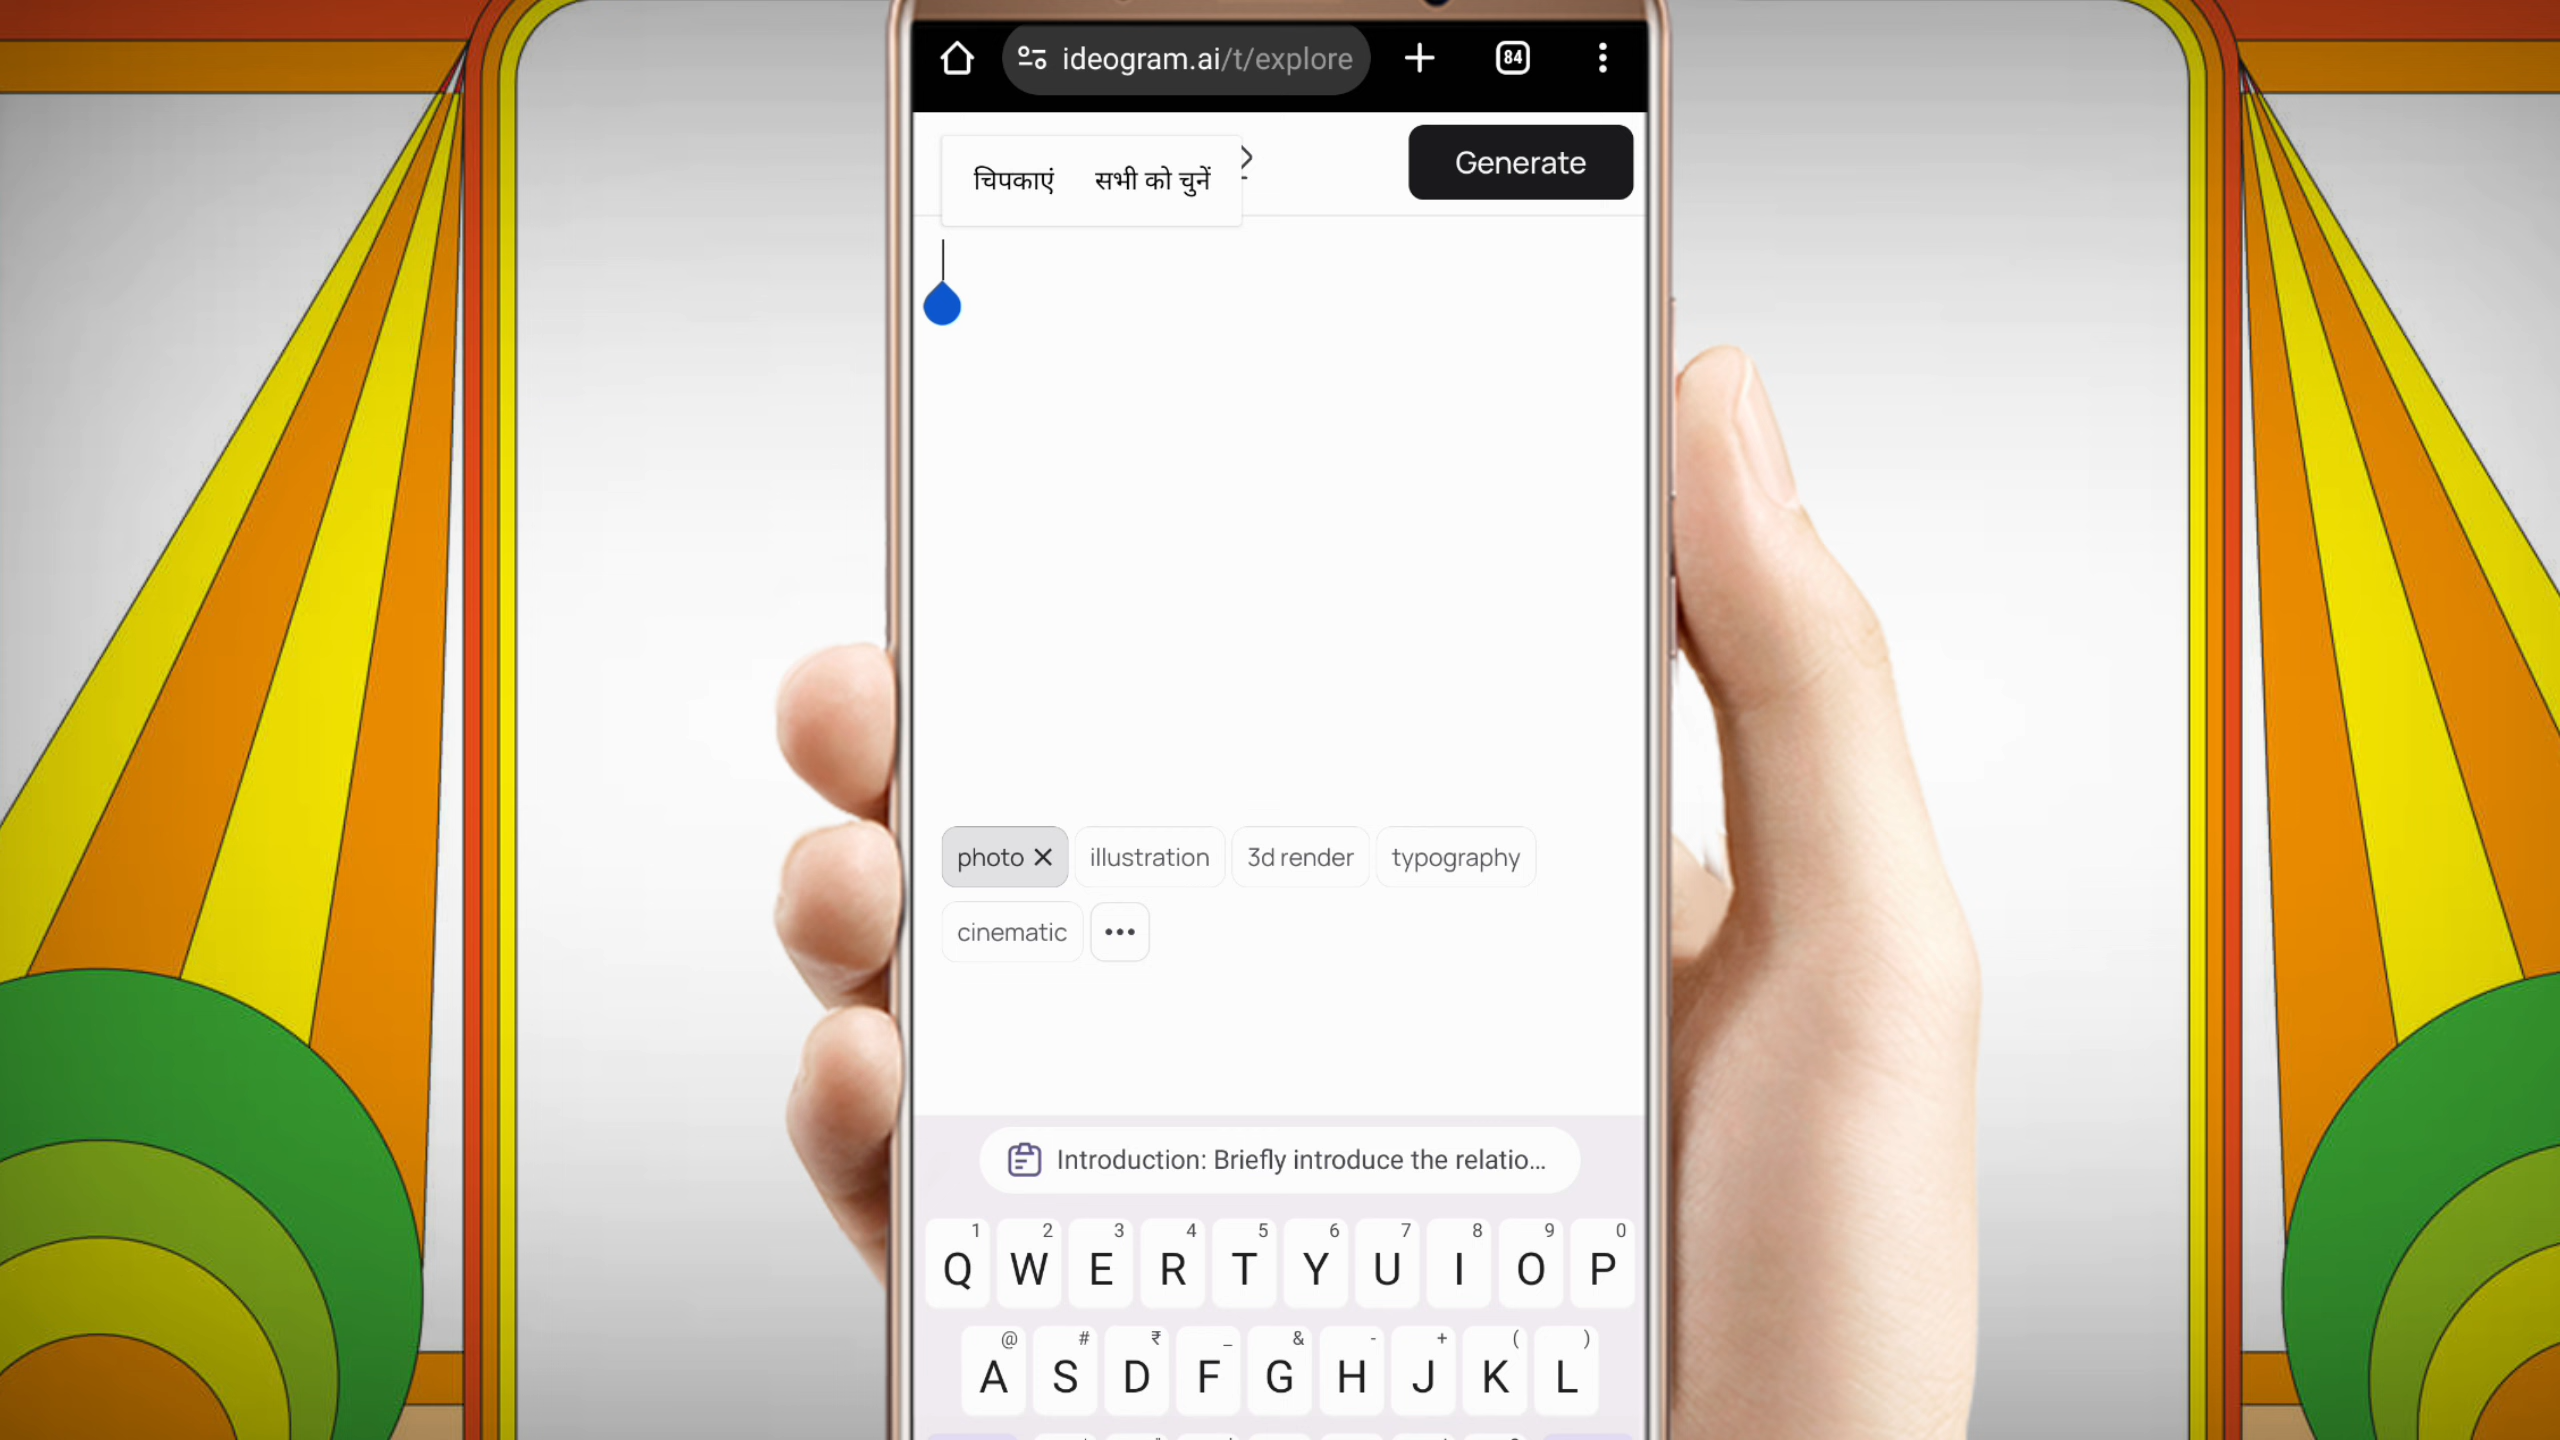 ideogram.ai/t/explore
84
चिपकाएं सभी को चुनें
Generate
photo
illustration
3d render
typography
cinematic
Introduction: Briefly introduce the relatio...
1 2 3 4 5 6 7 8 9 0
Q W E R T Y U I O P
@ # ₹ _ & - + ( )
A S D F G H J K L